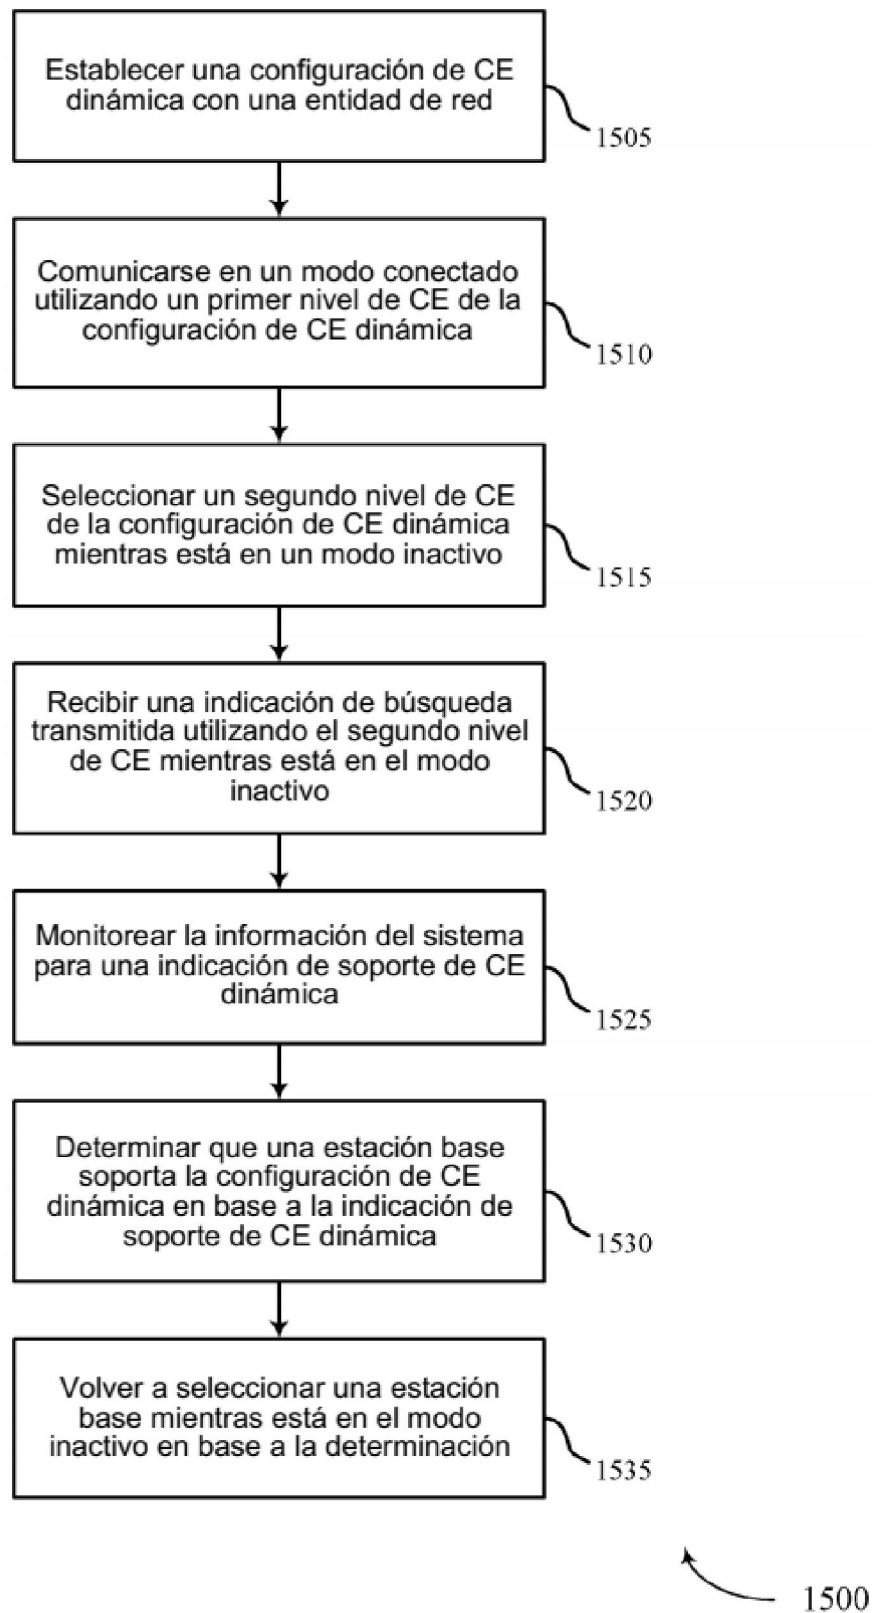 Establecer una configuración de CE
dinámica con una entidad de red
1505
Comunicarse en un modo conectado
utilizando un primer nivel de CE de la
configuración de CE dinámica
1510
Seleccionar un segundo nivel de CE
de la configuración de CE dinámica
mientras está en un modo inactivo
1515
Recibir una indicación de búsqueda
transmitida utilizando el segundo nivel
de CE mientras está en el modo
inactivo
1520
Monitorear la información del sistema
para una indicación de soporte de CE
dinámica
1525
Determinar que una estación base
soporta la configuración de CE
dinámica en base a la indicación de
soporte de CE dinámica
1530
Volver a seleccionar una estación
base mientras está en el modo
inactivo en base a la determinación
1535
1500